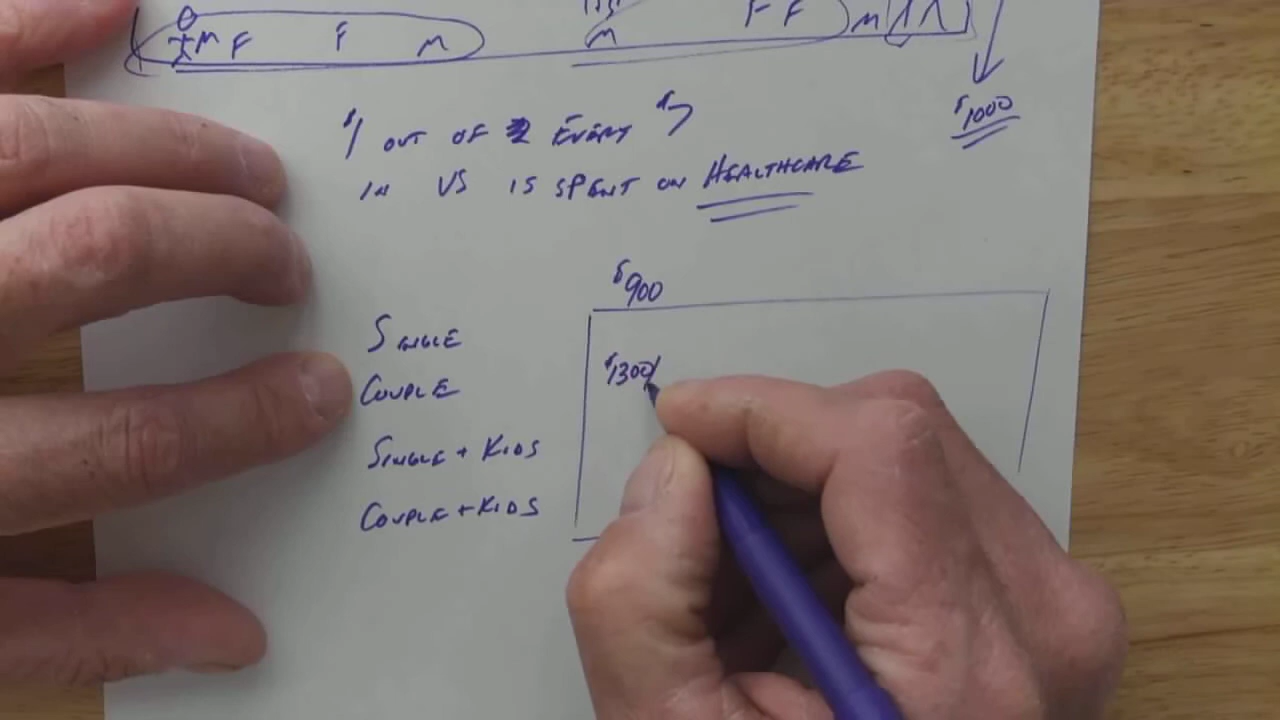 M F F M M F F M
$1000
$1 OUT OF EVERY $7
IN US IS SPENT ON HEALTHCARE
$900
SINGLE
$1300/
COUPLE
SINGLE + KIDS
COUPLE + KIDS